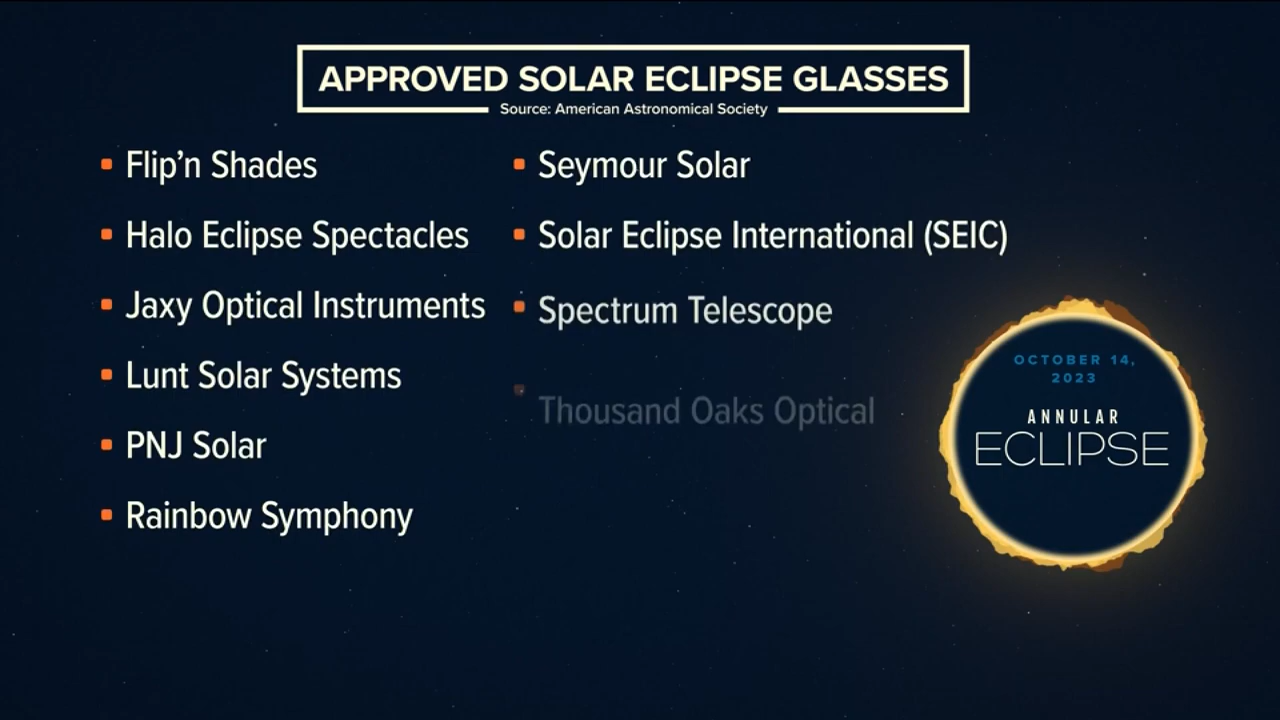 APPROVED SOLAR ECLIPSE GLASSES
Source: American Astronomical Society
Flip’n Shades
Halo Eclipse Spectacles
Jaxy Optical Instruments
Lunt Solar Systems
PNJ Solar
Rainbow Symphony
Seymour Solar
Solar Eclipse International (SEIC)
Spectrum Telescope
Thousand Oaks Optical
OCTOBER 14,
2023
ANNULAR
ECLIPSE